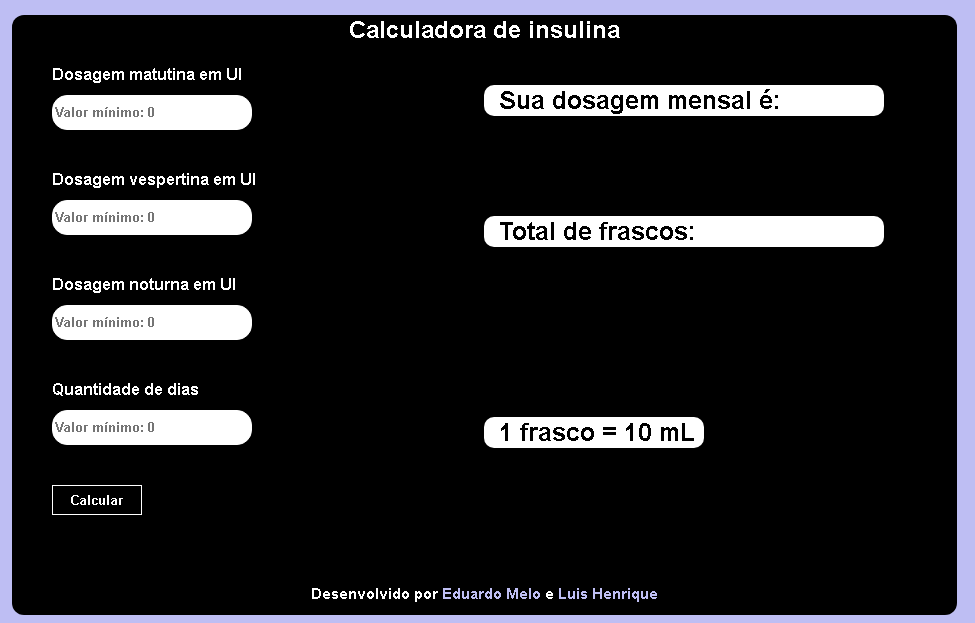 Calculadora de insulina
Dosagem matutina em UI
Valor mínimo: 0
Dosagem vespertina em UI
Valor mínimo: 0
Dosagem noturna em UI
Valor mínimo: 0
Quantidade de dias
Valor mínimo: 0
Calcular
Sua dosagem mensal é:
Total de frascos:
1 frasco = 10 mL
Desenvolvido por Eduardo Melo e Luis Henrique